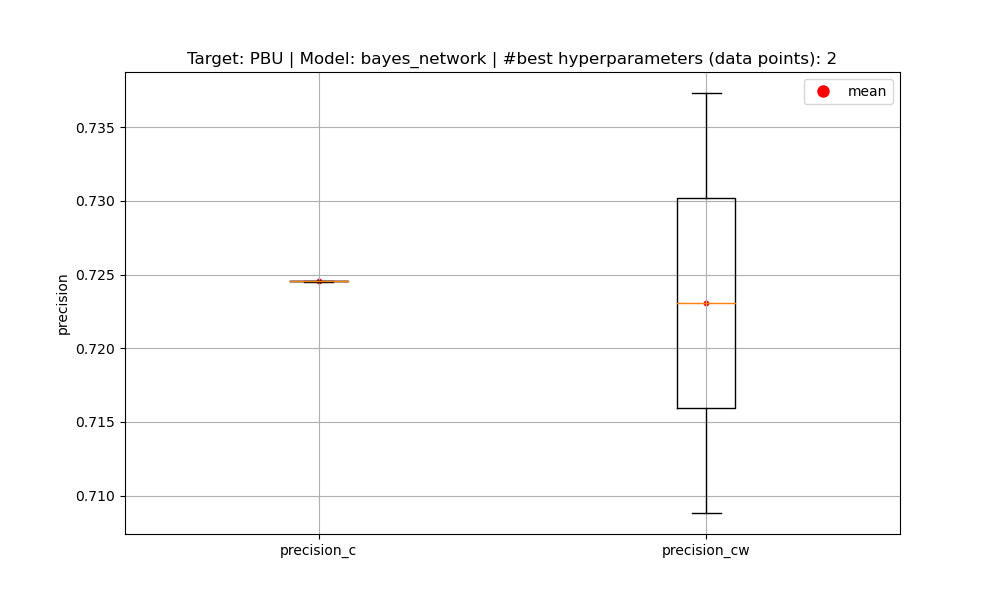 Target: PBU | Model: bayes_network | #best hyperparameters (data points): 2
mean
0.735
0.730
0.725
0.720
0.715
0.710
precision
precision_c
precision_cw